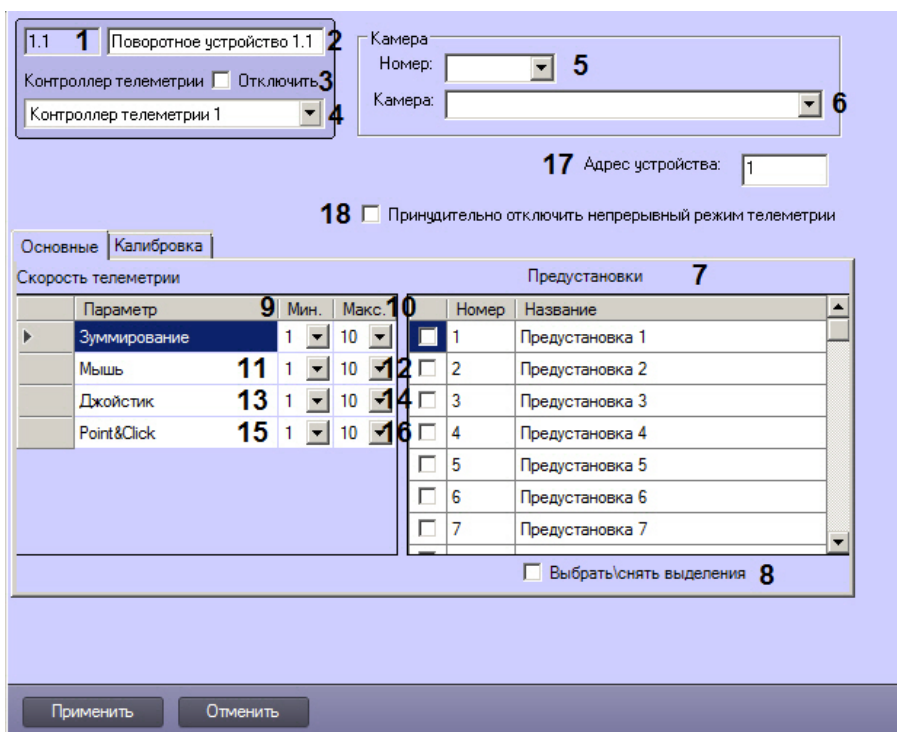 1.1 1 Поворотное устройство 1.1 2
Контроллер телеметрии Отключить 3
Контроллер телеметрии 1 4
Камера
Номер: 5
Камера: 6
17 Адрес устройства: 1
18 Принудительно отключить непрерывный режим телеметрии
Основные Калибровка
Скорость телеметрии
Параметр 9 Мин. Макс. 10
Зуммирование 1 10
Мышь 11 1 10 12
Джойстик 13 1 10 14
Point&Click 15 1 10 16
Предустановки 7
Номер Название
1 Предустановка 1
2 Предустановка 2
3 Предустановка 3
4 Предустановка 4
5 Предустановка 5
6 Предустановка 6
7 Предустановка 7
Выбрать\снять выделения 8
Применить Отменить